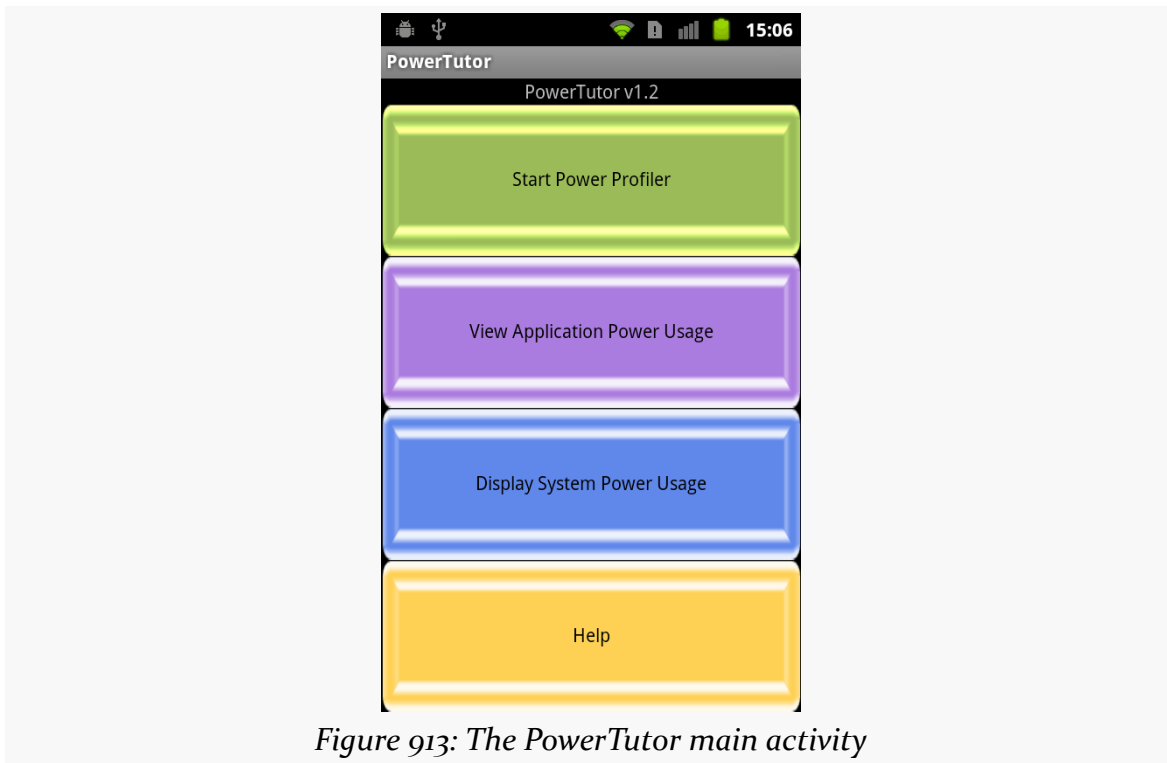 15:06
PowerTutor
PowerTutor v1.2
Start Power Profiler
View Application Power Usage
Display System Power Usage
Help
Figure 913: The PowerTutor main activity